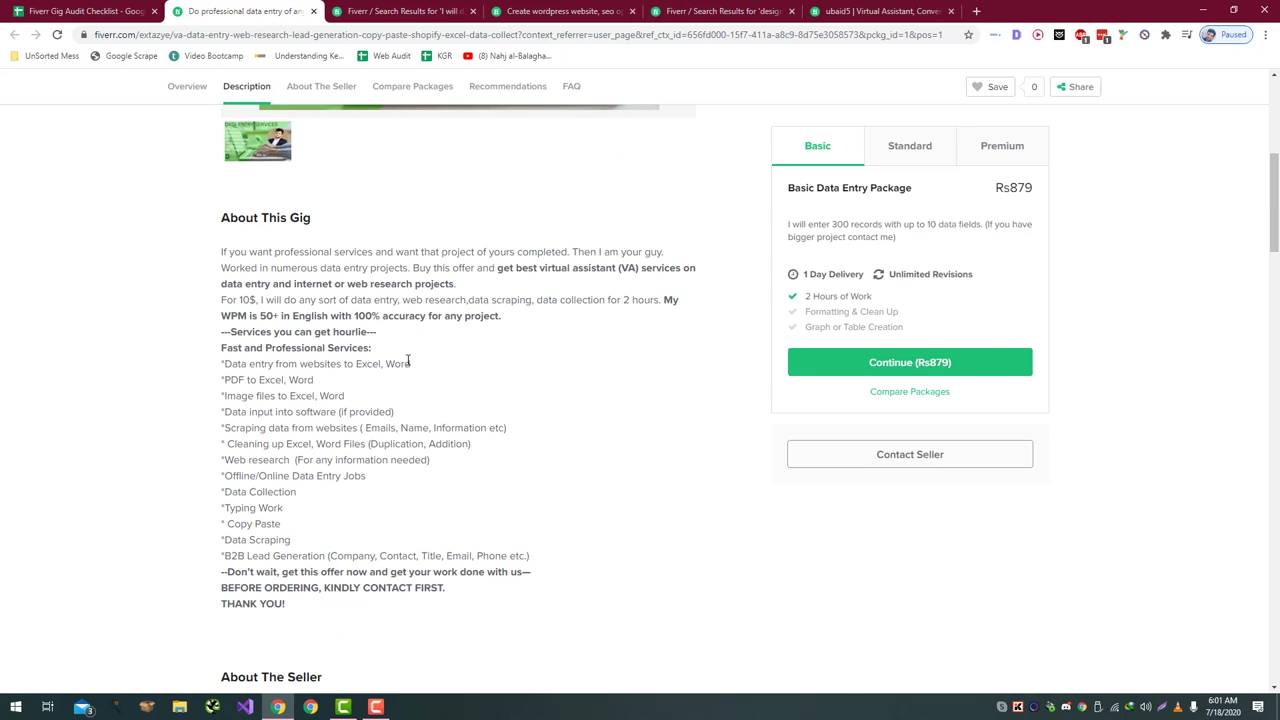 Fiverr Gig Audit Checklist - Goog
Do professional data entry of an
Fiverr / Search Results for 'I will d
Create professional wordpress website, seo op
Fiverr / Search Results for 'design
ubaid5 | Virtual Assistant, Conver
fiverr.com/extazye/va-data-entry-web-research-lead-generation-copy-paste-shopify-excel-data-collect?context_referrer=user_page&ref_ctx_id=656fd000-15f7-411a-a8c9-8d75e3058573&pckg_id=1&pos=1
Paused
UnSorted Mess
Google Scrape
Video Bootcamp
Understanding Ke...
Web Audit
KGR
(8) Nahj al-Balagha...
Overview
Description
About The Seller
Compare Packages
Recommendations
FAQ
Save
0
Share
DATA ENTRY SERVICES
Basic
Standard
Premium
Basic Data Entry Package
Rs879
I will enter 300 records with up to 10 data fields. (If you have
bigger project contact me)
1 Day Delivery
Unlimited Revisions
2 Hours of Work
Formatting & Clean Up
Graph or Table Creation
Continue (Rs879)
Compare Packages
Contact Seller
About This Gig
If you want professional services and want that project of yours completed. Then I am your guy.
Worked in numerous data entry projects. Buy this offer and get best virtual assistant (VA) services on
data entry and internet or web research projects.
For 10$, I will do any sort of data entry, web research,data scraping, data collection for 2 hours. My
WPM is 50+ in English with 100% accuracy for any project.
---Services you can get hourlie---
Fast and Professional Services:
*Data entry from websites to Excel, Word
*PDF to Excel, Word
*Image files to Excel, Word
*Data input into software (if provided)
*Scraping data from websites ( Emails, Name, Information etc)
* Cleaning up Excel, Word Files (Duplication, Addition)
*Web research  (For any information needed)
*Offline/Online Data Entry Jobs
*Data Collection
*Typing Work
* Copy Paste
*Data Scraping
*B2B Lead Generation (Company, Contact, Title, Email, Phone etc.)
--Don't wait, get this offer now and get your work done with us—
BEFORE ORDERING, KINDLY CONTACT FIRST.
THANK YOU!
About The Seller
6:01 AM
7/18/2020